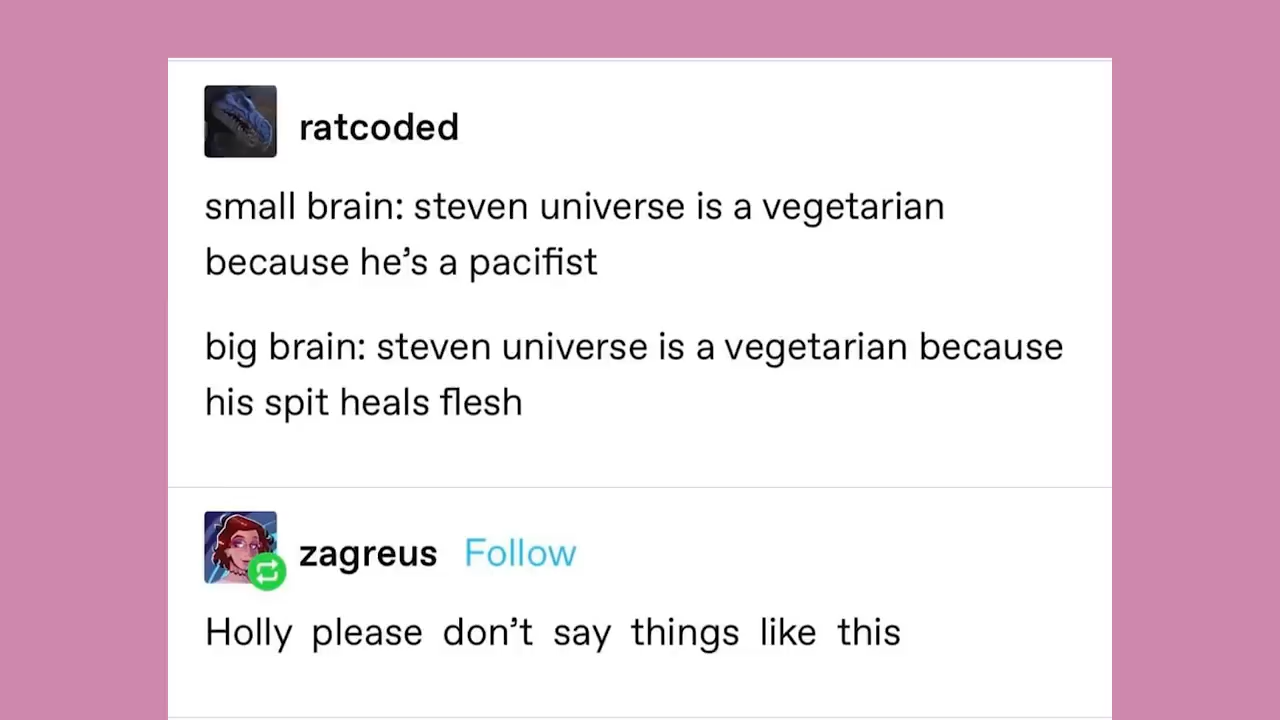 ratcoded
small brain: steven universe is a vegetarian
because he’s a pacifist
big brain: steven universe is a vegetarian because
his spit heals flesh
zagreus Follow
Holly please don’t say things like this